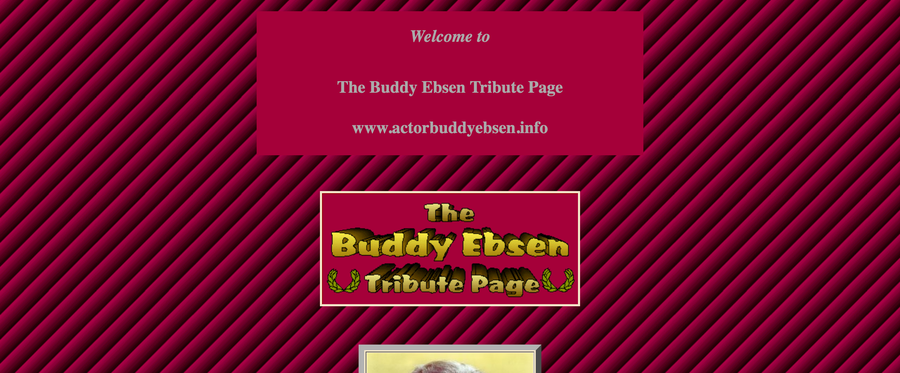 Welcome to
The Buddy Ebsen Tribute Page
www.actorbuddyebsen.info
The
Buddy Ebsen
Tribute Page